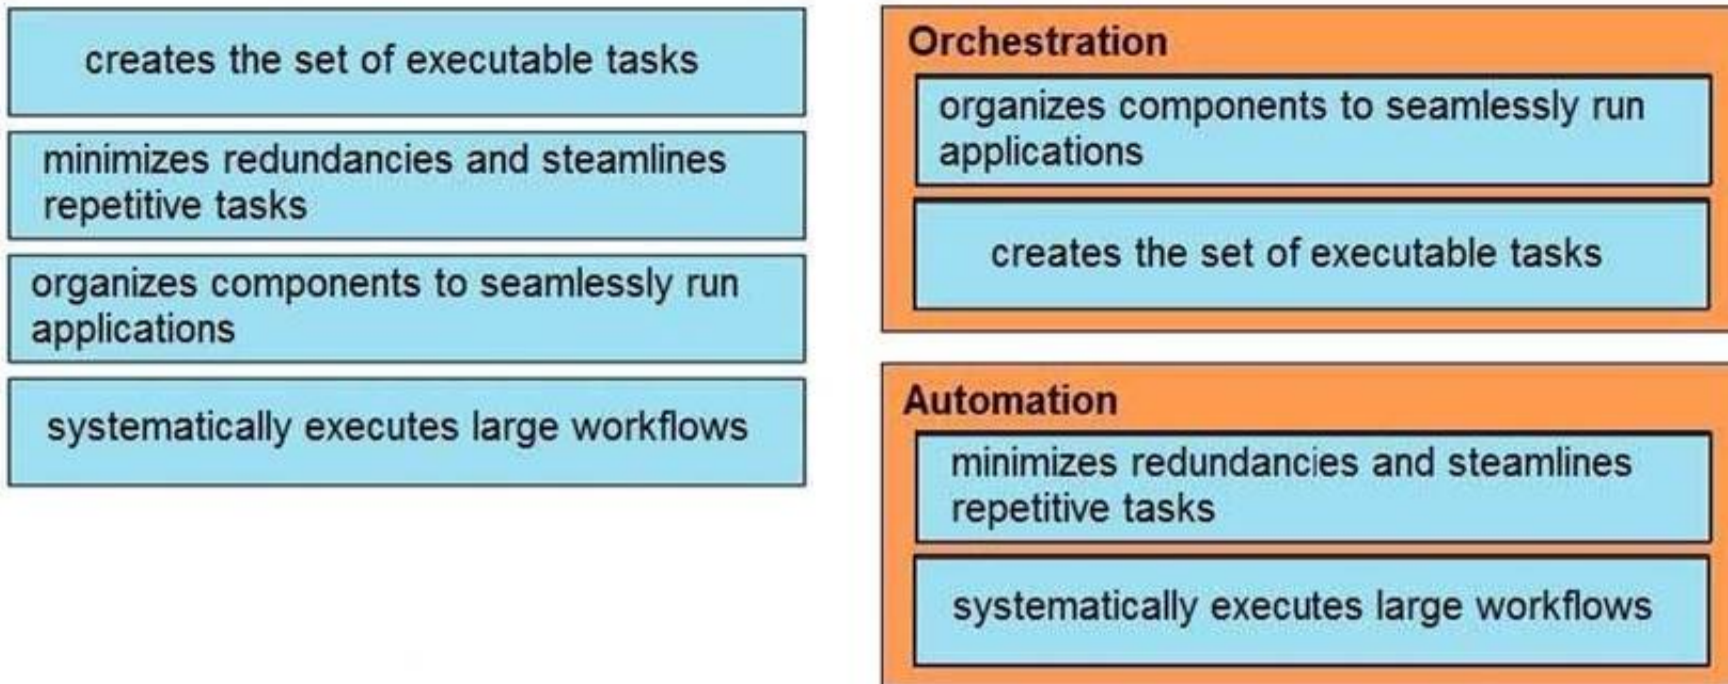 creates the set of executable tasks
minimizes redundancies and steamlines
repetitive tasks
organizes components to seamlessly run
applications
systematically executes large workflows
Orchestration
organizes components to seamlessly run
applications
creates the set of executable tasks
Automation
minimizes redundancies and steamlines
repetitive tasks
systematically executes large workflows